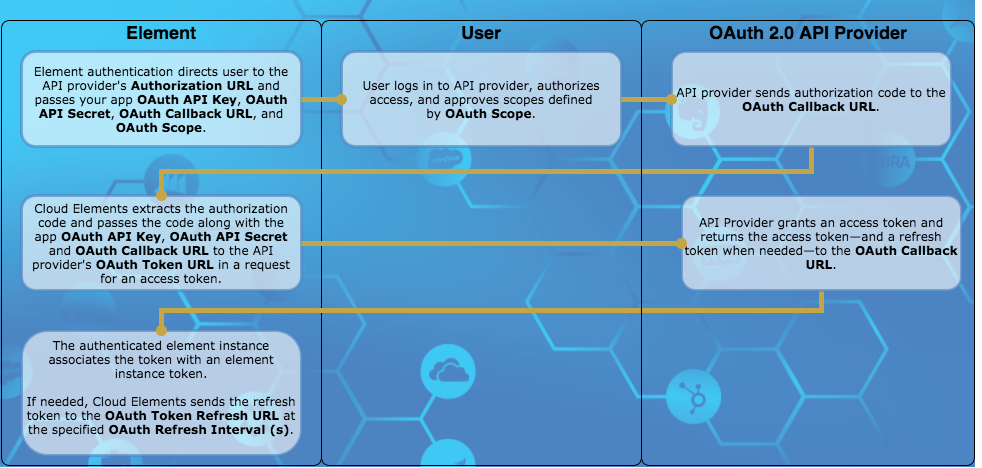 Element
User
OAuth 2.0 API Provider
Element authentication directs user to the
API provider's Authorization URL and
passes your app OAuth API Key, OAuth
API Secret, OAuth Callback URL, and
OAuth Scope.
User logs in to API provider, authorizes
access, and approves scopes defined
by OAuth Scope.
API provider sends authorization code to the
OAuth Callback URL.
JIRA
Cloud Elements extracts the authorization
code and passes the code along with the
app OAuth API Key, OAuth API Secret
and OAuth Callback URL to the API
provider's OAuth Token URL in a request
for an access token.
API Provider grants an access token and
returns the access token—and a refresh
token when needed—to the OAuth Callback
URL.
The authenticated element instance
associates the token with an element
instance token.
If needed, Cloud Elements sends the refresh
token to the OAuth Token Refresh URL at
the specified OAuth Refresh Interval (s).